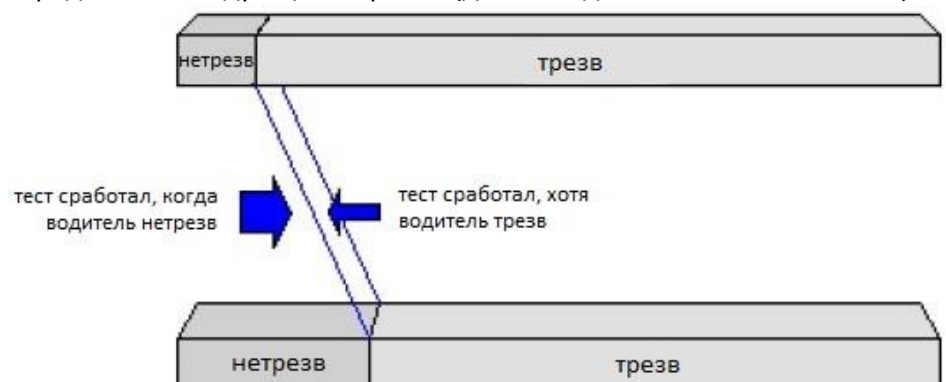 нетрезв
трезв
тест сработал, когда
водитель нетрезв
тест сработал, хотя
водитель трезв
нетрезв
трезв